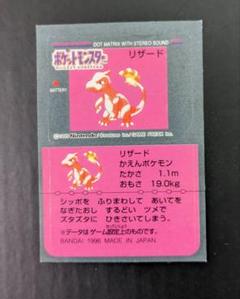 DOT MATRIX WITH STEREO SOUND
ポケットモンスター
リザード
BATTERY
©1995 Nintendo Creatures inc. GAME FREAK inc.
リザード
かえんポケモン
たかさ 1.1m
おもさ 19.0kg
シッポを ふりまわして あいてを
なぎたおし するどい ツメで
ズタズタに ひきさいてしまう。
※データは ゲーム設定上のものです。
BANDAI 1996 MADE IN JAPAN